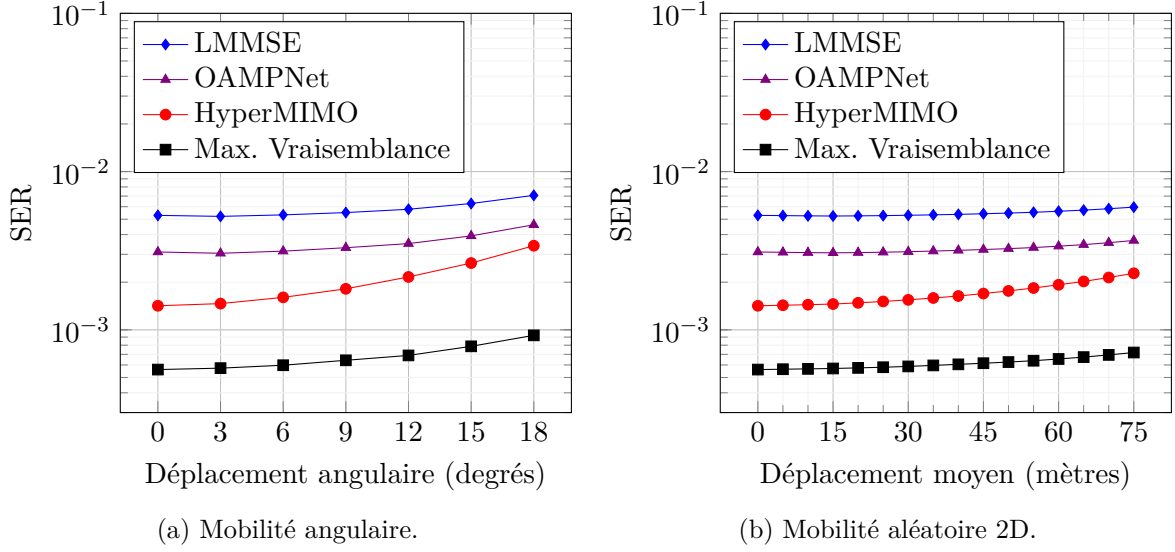 10^{-1}
10^{-2}
10^{-3}
SER
LMMSE
OAMPNet
HyperMIMO
Max. Vraisemblance
0 3 6 9 12 15 18
Déplacement angulaire (degrés)
(a) Mobilité angulaire.
10^{-1}
10^{-2}
10^{-3}
SER
LMMSE
OAMPNet
HyperMIMO
Max. Vraisemblance
0 15 30 45 60 75
Déplacement moyen (mètres)
(b) Mobilité aléatoire 2D.